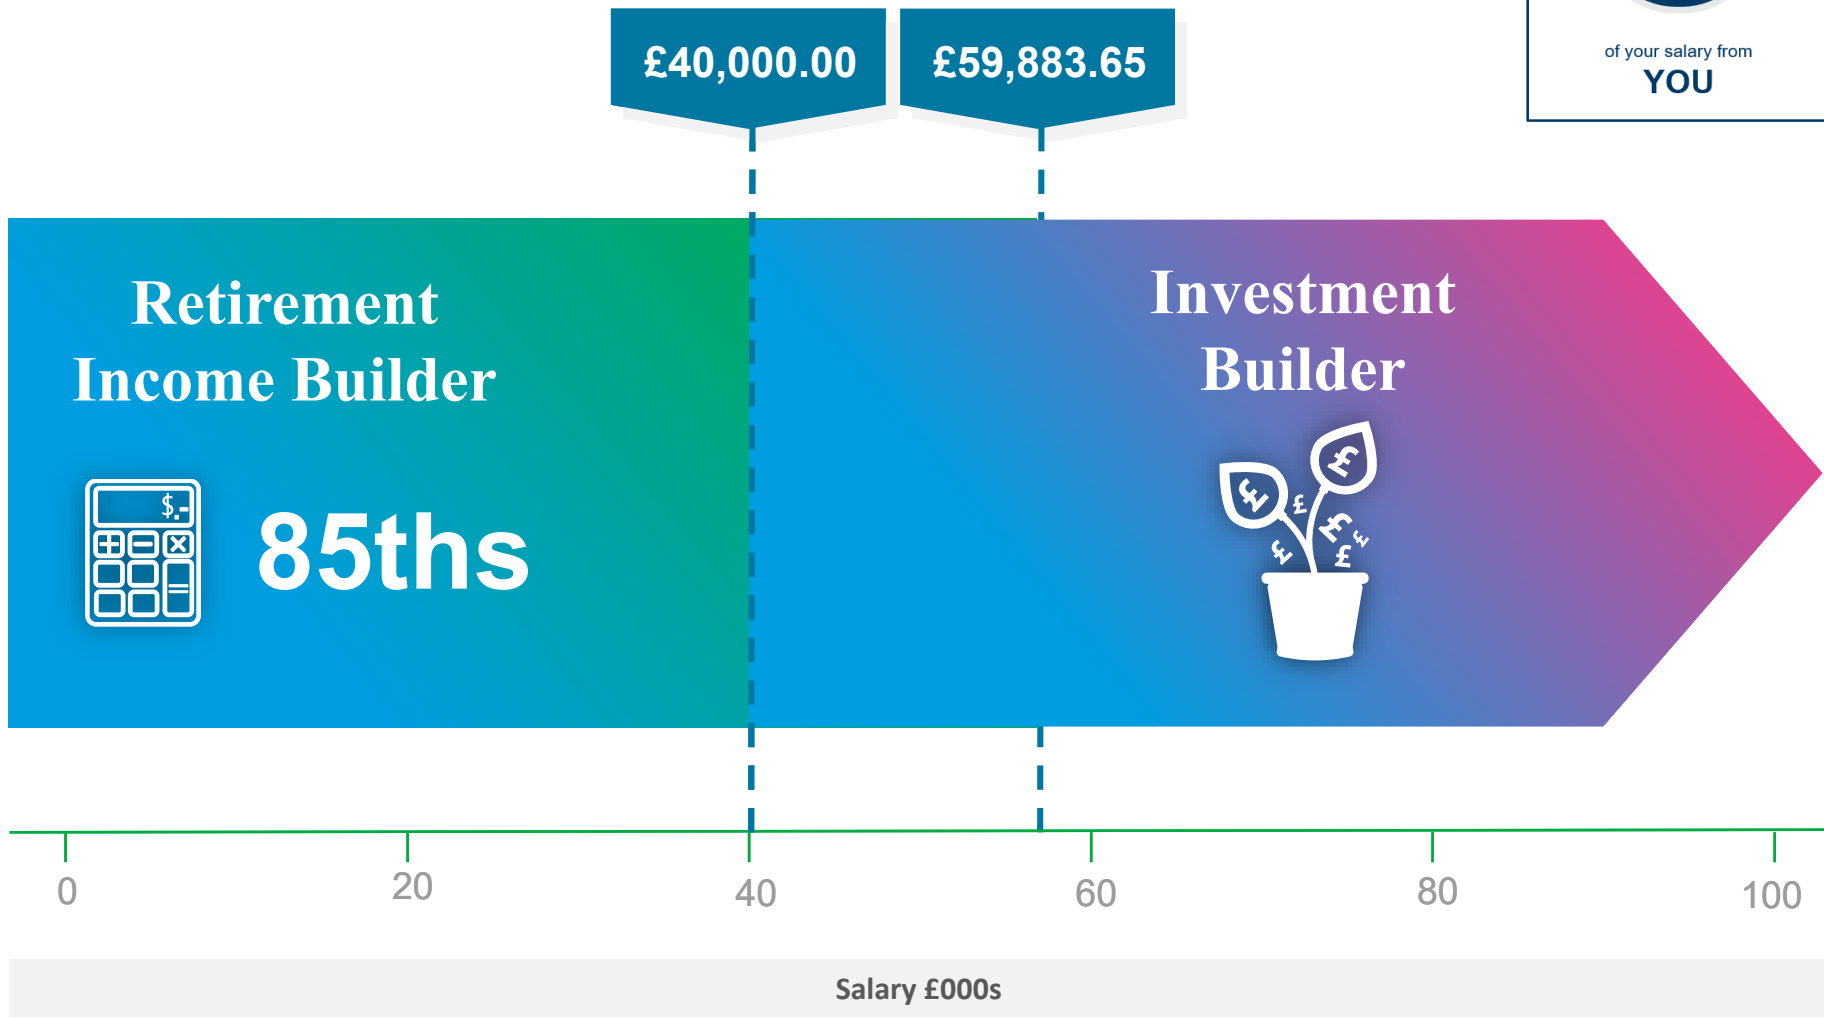 £40,000.00
£59,883.65
of your salary from
YOU
Retirement
Income Builder
Investment
Builder
$.-
85ths
£
£
£
£
£
£
£
0
20
40
60
80
100
Salary £000s